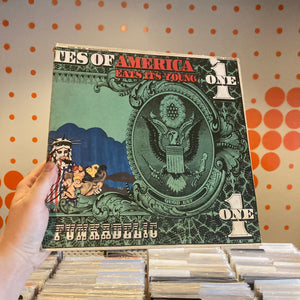 TES OF AMERICA
EATS ITS YOUNG
1
ONE
1
ONE
FUNKADELIC